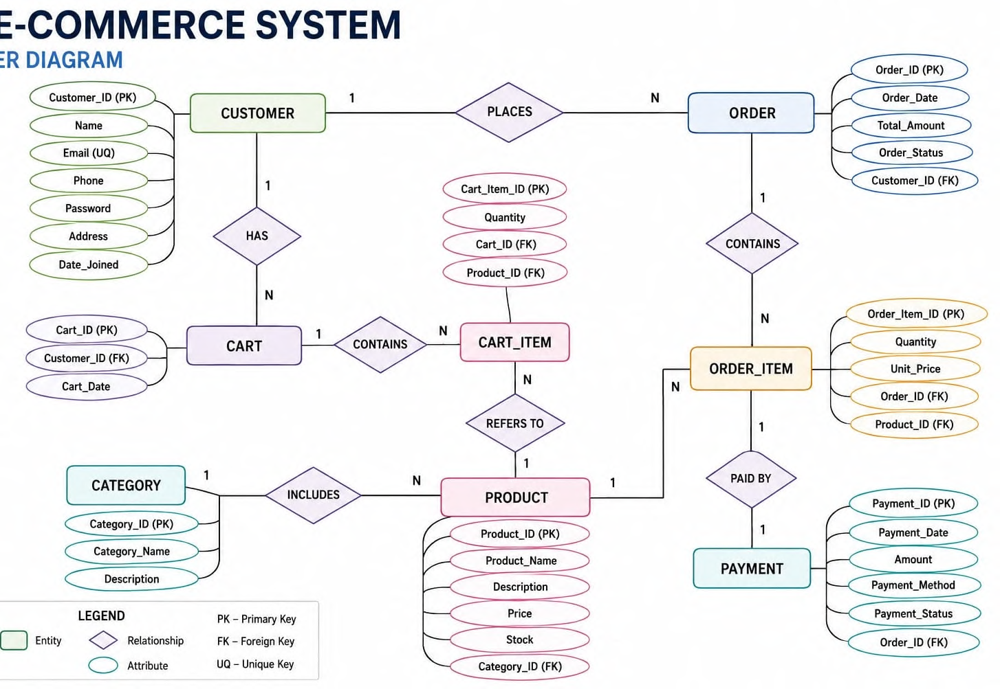 E-COMMERCE SYSTEM
ER DIAGRAM
Customer_ID (PK)
Name
Email (UQ)
Phone
Password
Address
Date_Joined
CUSTOMER
1
PLACES
N
ORDER
Order_ID (PK)
Order_Date
Total_Amount
Order_Status
Customer_ID (FK)
1
HAS
N
Cart_Item_ID (PK)
Quantity
Cart_ID (FK)
Product_ID (FK)
1
CONTAINS
N
Cart_ID (PK)
Customer_ID (FK)
Cart_Date
CART
1
CONTAINS
N
CART_ITEM
N
REFERS TO
1
N
ORDER_ITEM
Order_Item_ID (PK)
Quantity
Unit_Price
Order_ID (FK)
Product_ID (FK)
1
PAID BY
1
CATEGORY
1
INCLUDES
N
PRODUCT
1
Category_ID (PK)
Category_Name
Description
Product_ID (PK)
Product_Name
Description
Price
Stock
Category_ID (FK)
PAYMENT
Payment_ID (PK)
Payment_Date
Amount
Payment_Method
Payment_Status
Order_ID (FK)
LEGEND
Entity
Relationship
Attribute
PK – Primary Key
FK – Foreign Key
UQ – Unique Key